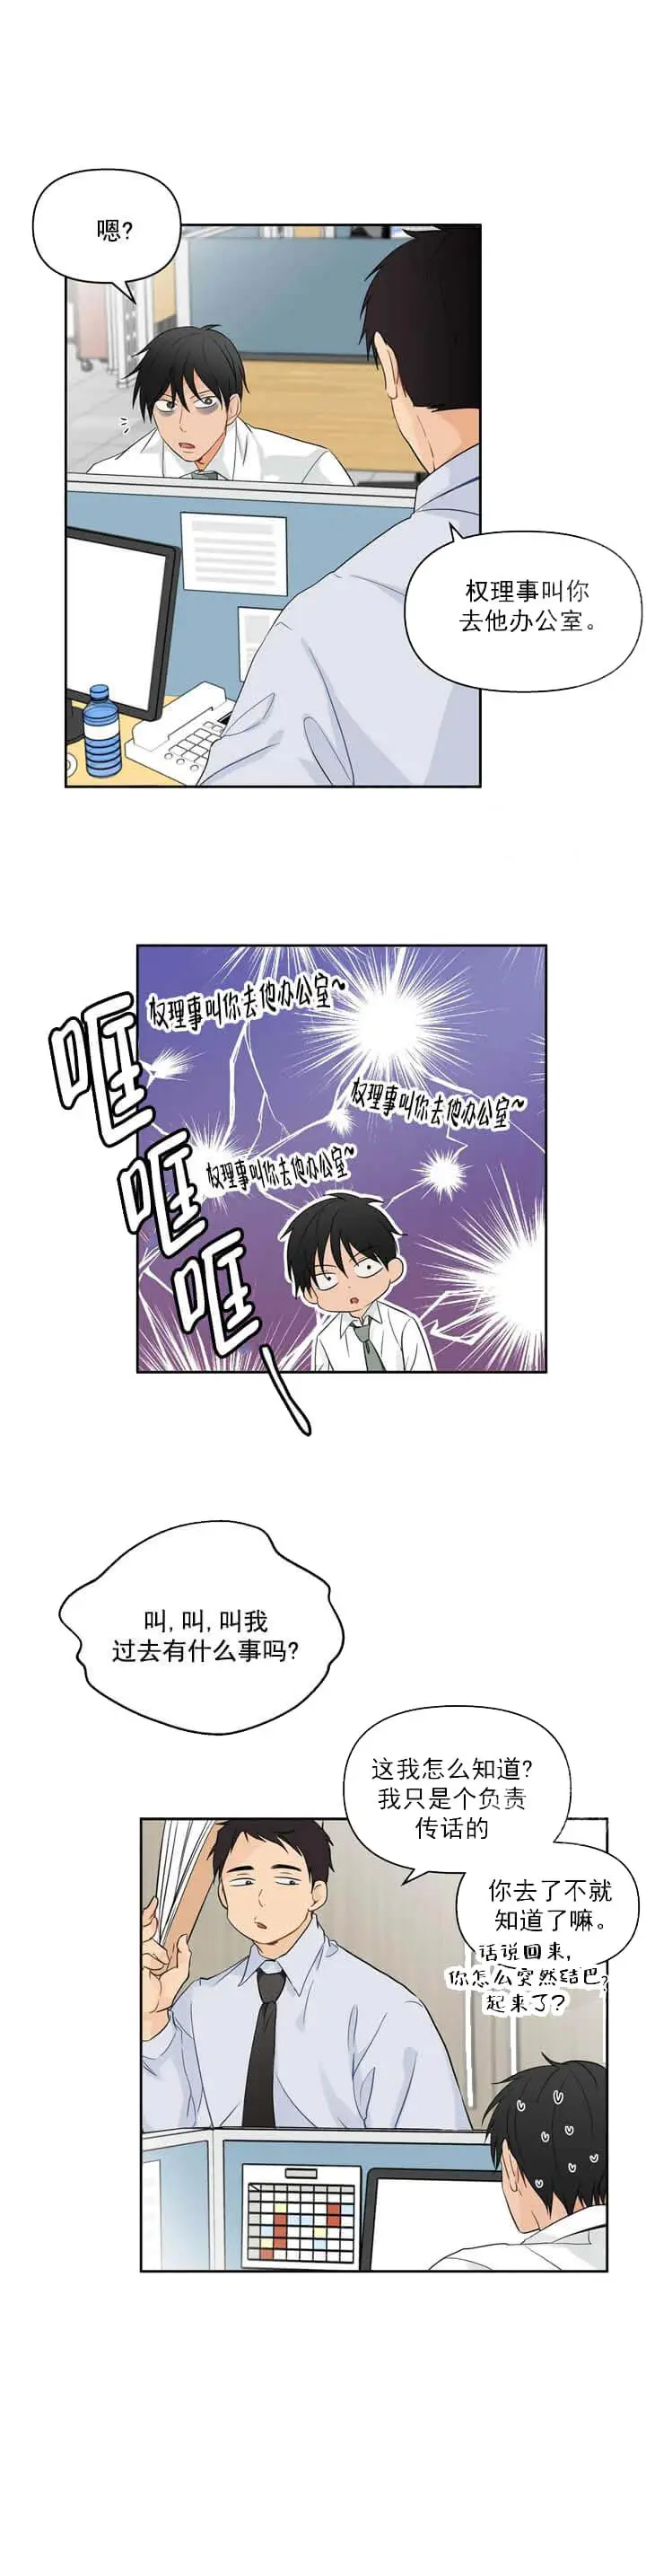 嗯?
权理事叫你
去他办公室。
权理事叫你去他办公室~
权理事叫你去他办公室~
权理事叫你去他办公室~
哐
哐
哐
叫,叫,叫我
过去有什么事吗?
这我怎么知道?
我只是个负责
传话的
你去了不就
知道了嘛。
话说回来,
你怎么突然结巴
起来了?